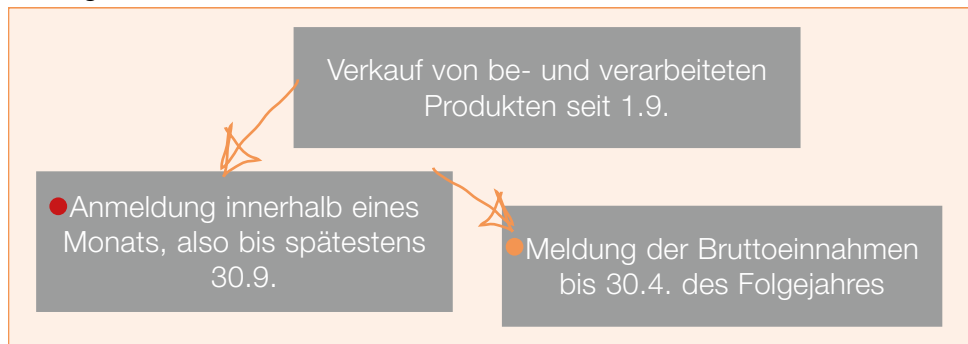 Verkauf von be- und verarbeiteten
Produkten seit 1.9.
Anmeldung innerhalb eines
Monats, also bis spätestens
30.9.
Meldung der Bruttoeinnahmen
bis 30.4. des Folgejahres